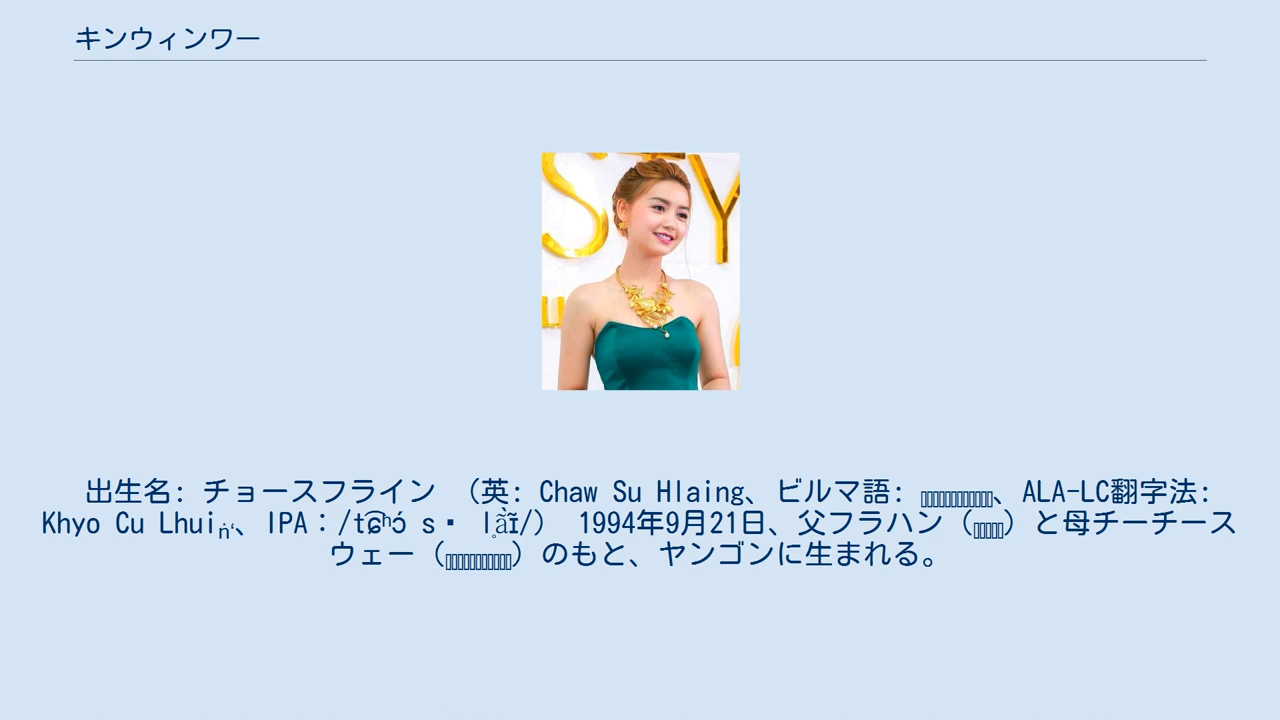 キンウィンワー
出生名: チョースフライン （英: Chaw Su Hlaing、ビルマ語: 、ALA-LC翻字法:
Khyo Cu Lhuiṅʻ、IPA：/t͡ɕʰɔ́ s lə̥̀ɪ̃/） 1994年9月21日、父フラハン（）と母チーチース
ウェー（）のもと、ヤンゴンに生まれる。